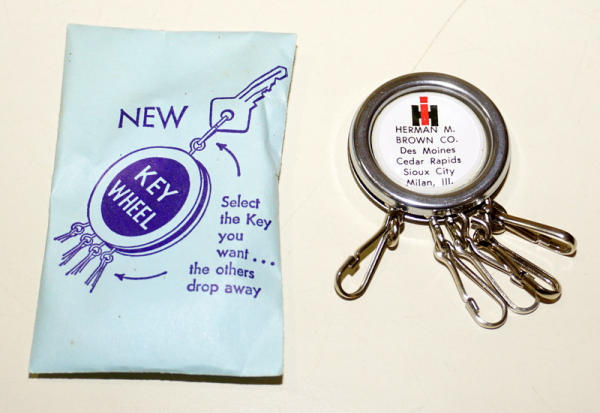 NEW
KEY
WHEEL
Select
the Key
you
want...
the others
drop away
IH
HERMAN M.
BROWN CO.
Des Moines
Cedar Rapids
Sioux City
Milan, Ill.